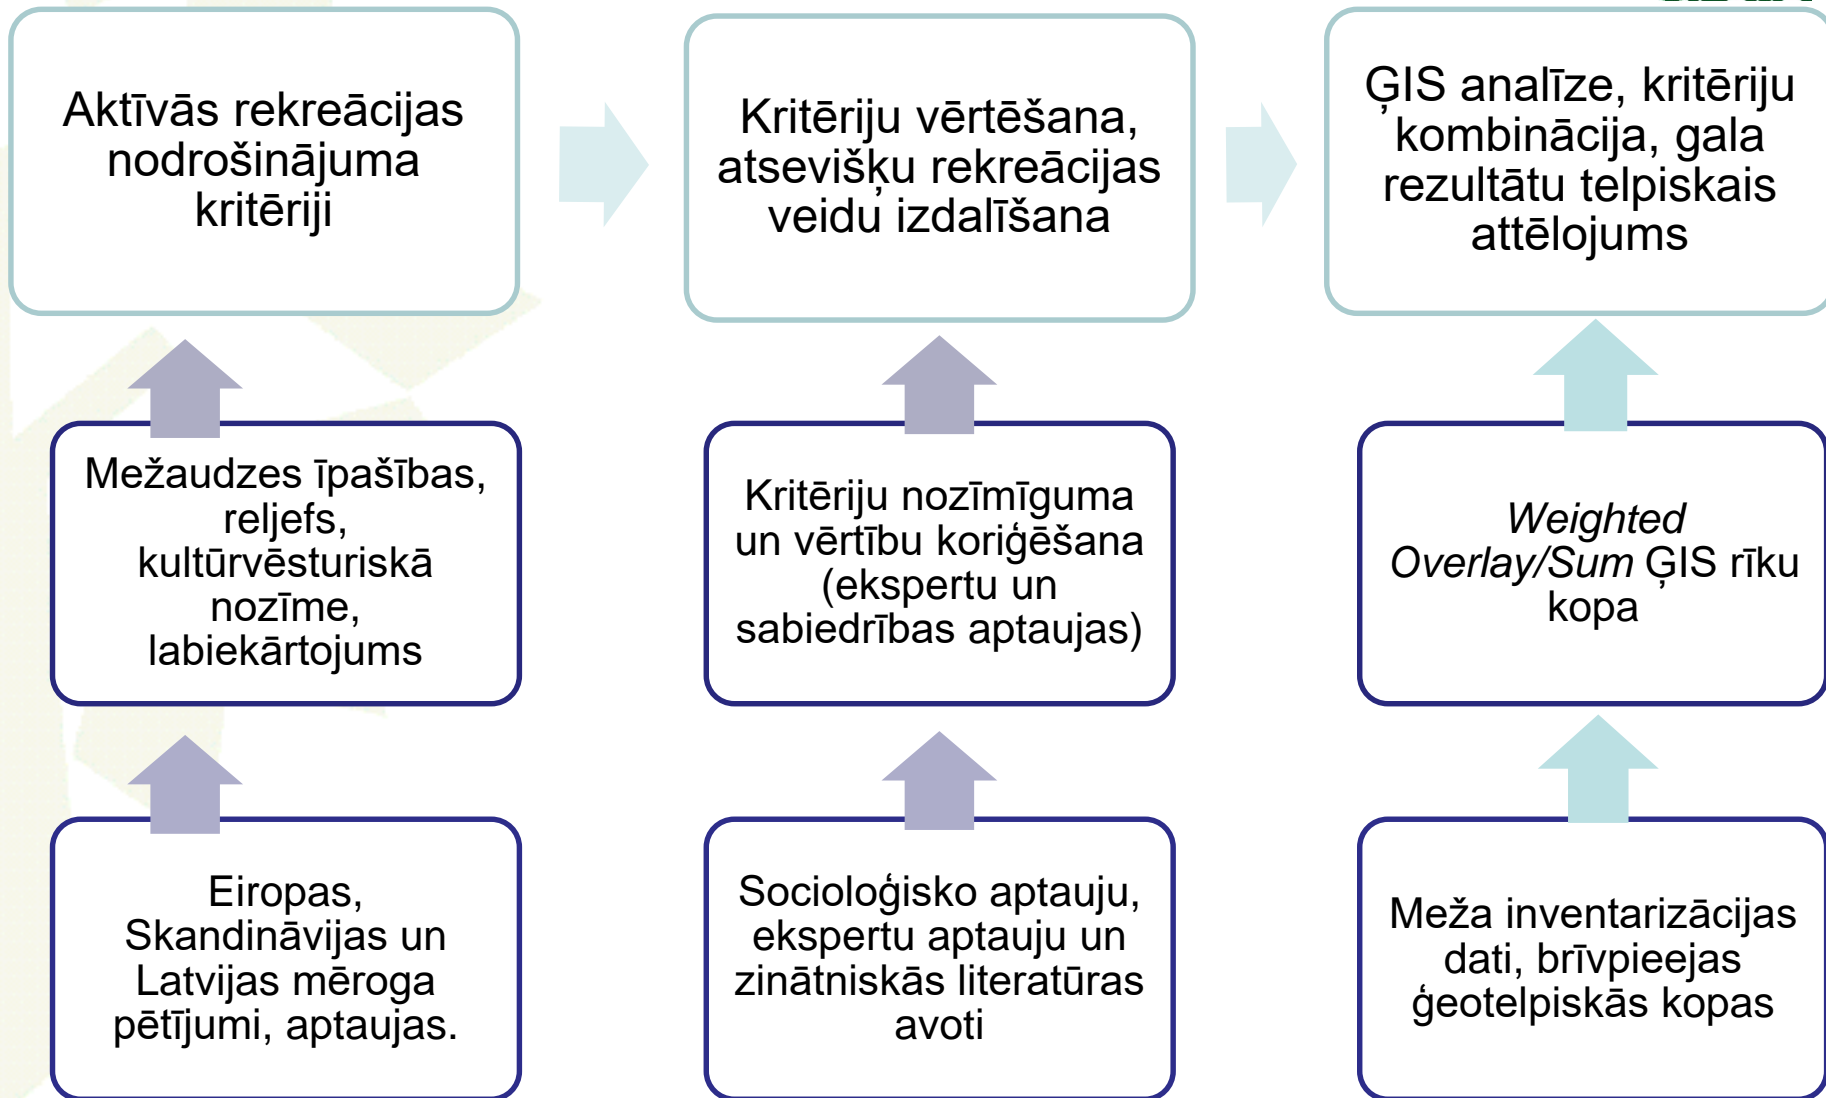 Aktīvās rekreācijas
nodrošinājuma
kritēriji
Kritēriju vērtēšana,
atsevišķu rekreācijas
veidu izdalīšana
ĢIS analīze, kritēriju
kombinācija, gala
rezultātu telpiskais
attēlojums
Mežaudzes īpašības,
reljefs,
kultūrvēsturiskā
nozīme,
labiekārtojums
Kritēriju nozīmīguma
un vērtību koriģēšana
(ekspertu un
sabiedrības aptaujas)
Weighted
Overlay/Sum ĢIS rīku
kopa
Eiropas,
Skandināvijas un
Latvijas mēroga
pētījumi, aptaujas.
Socioloģisko aptauju,
ekspertu aptauju un
zinātniskās literatūras
avoti
Meža inventarizācijas
dati, brīvpieejas
ģeotelpiskās kopas